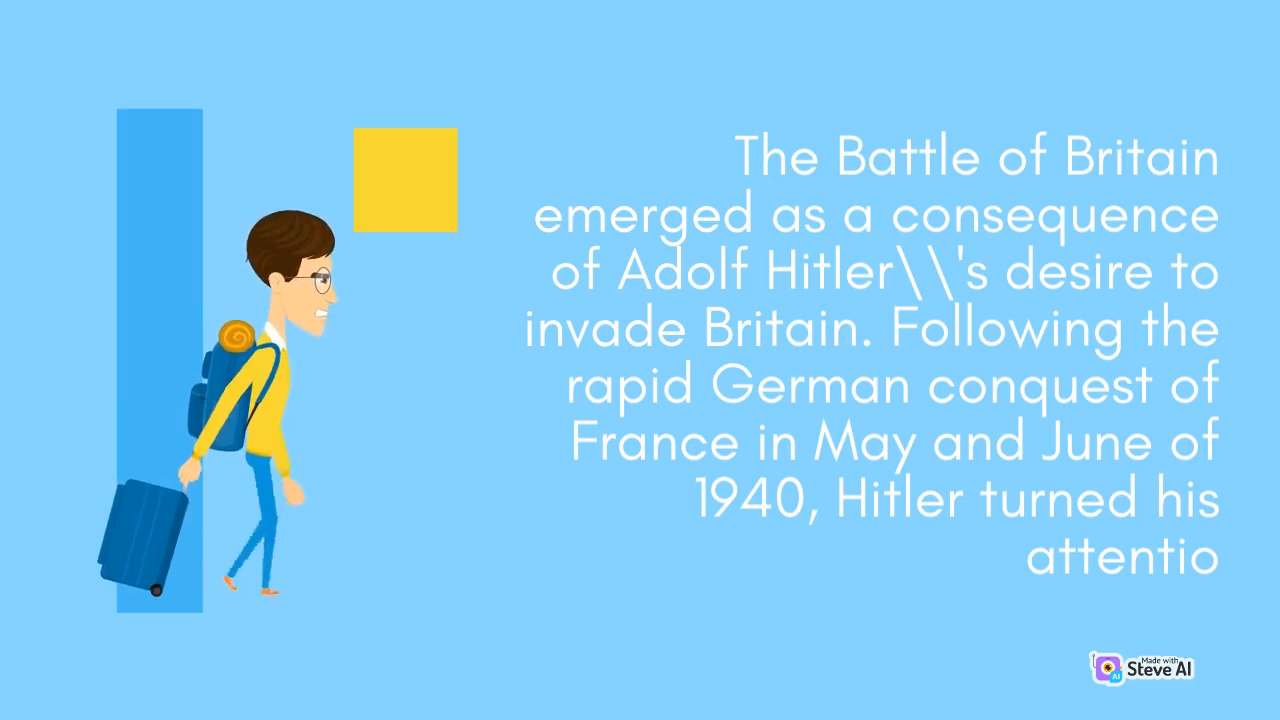 The Battle of Britain
emerged as a consequence
of Adolf Hitler\\'s desire to
invade Britain. Following the
rapid German conquest of
France in May and June of
1940, Hitler turned his
attentio
Made with
Steve AI
AI